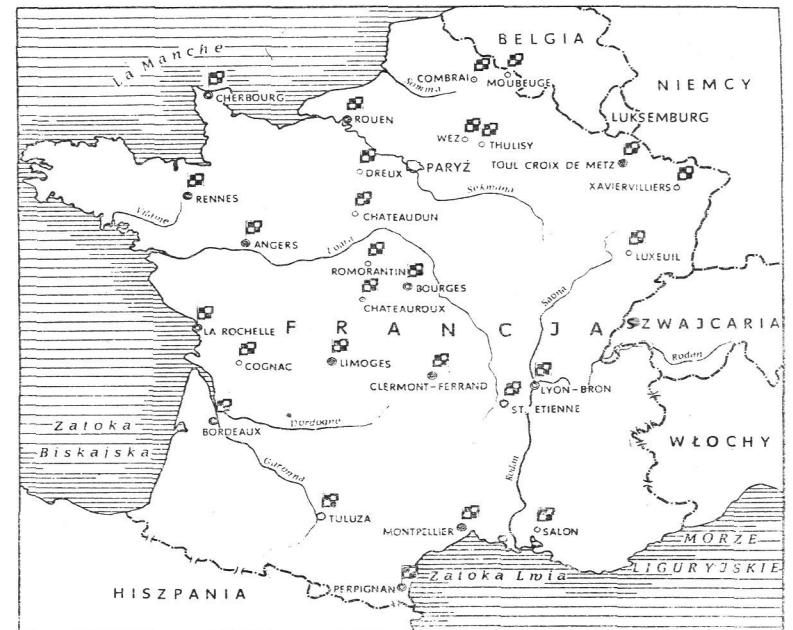 La Manche
BELGIA
COMBRAI
MOUBEUGE
NIEMCY
Somma
CHERBOURG
ROUEN
LUKSEMBURG
WEZ
THULISY
DREUX
PARYŻ
TOUL CROIX DE METZ
XAVIERVILLIERS
Sekwana
RENNES
Vilaine
CHATEAUDUN
ANGERS
Loara
LUXEUIL
ROMORANTIN
BOURGES
Saona
CHATEAUROUX
LA ROCHELLE
FRANCJA
SZWAJCARIA
COGNAC
LIMOGES
Rodan
CLERMONT-FERRAND
LYON-BRON
ST. ETIENNE
Zatoka
Biskajska
BORDEAUX
Dordogne
WŁOCHY
Garonna
Rodan
TULUZA
MONTPELLIER
SALON
MORZE
LIGURYJSKIE
Zatoka Lwia
HISZPANIA
PERPIGNAN